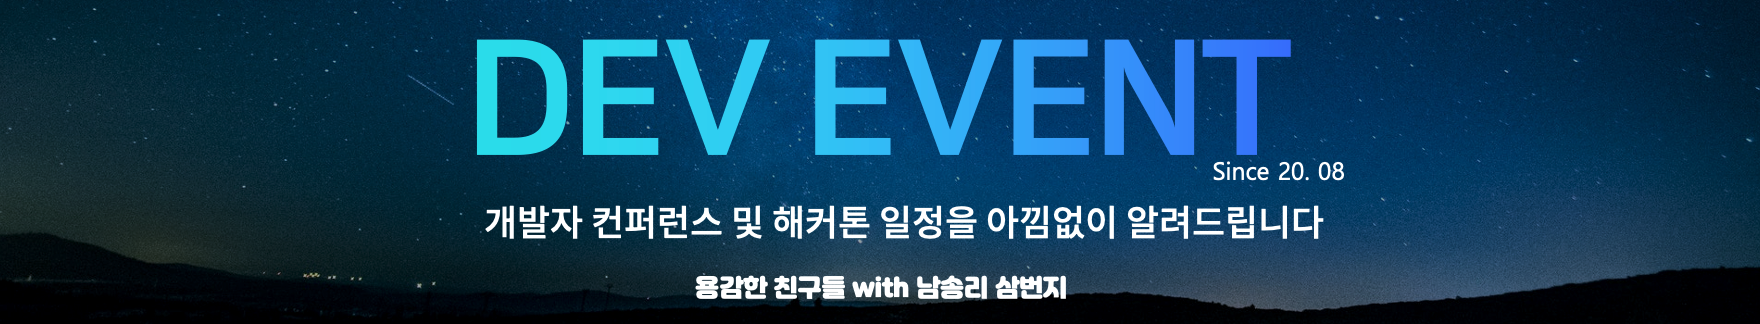 DEV EVENT
Since 20. 08
개발자 컨퍼런스 및 해커톤 일정을 아낌없이 알려드립니다
용감한 친구들 with 남송리 삼번지